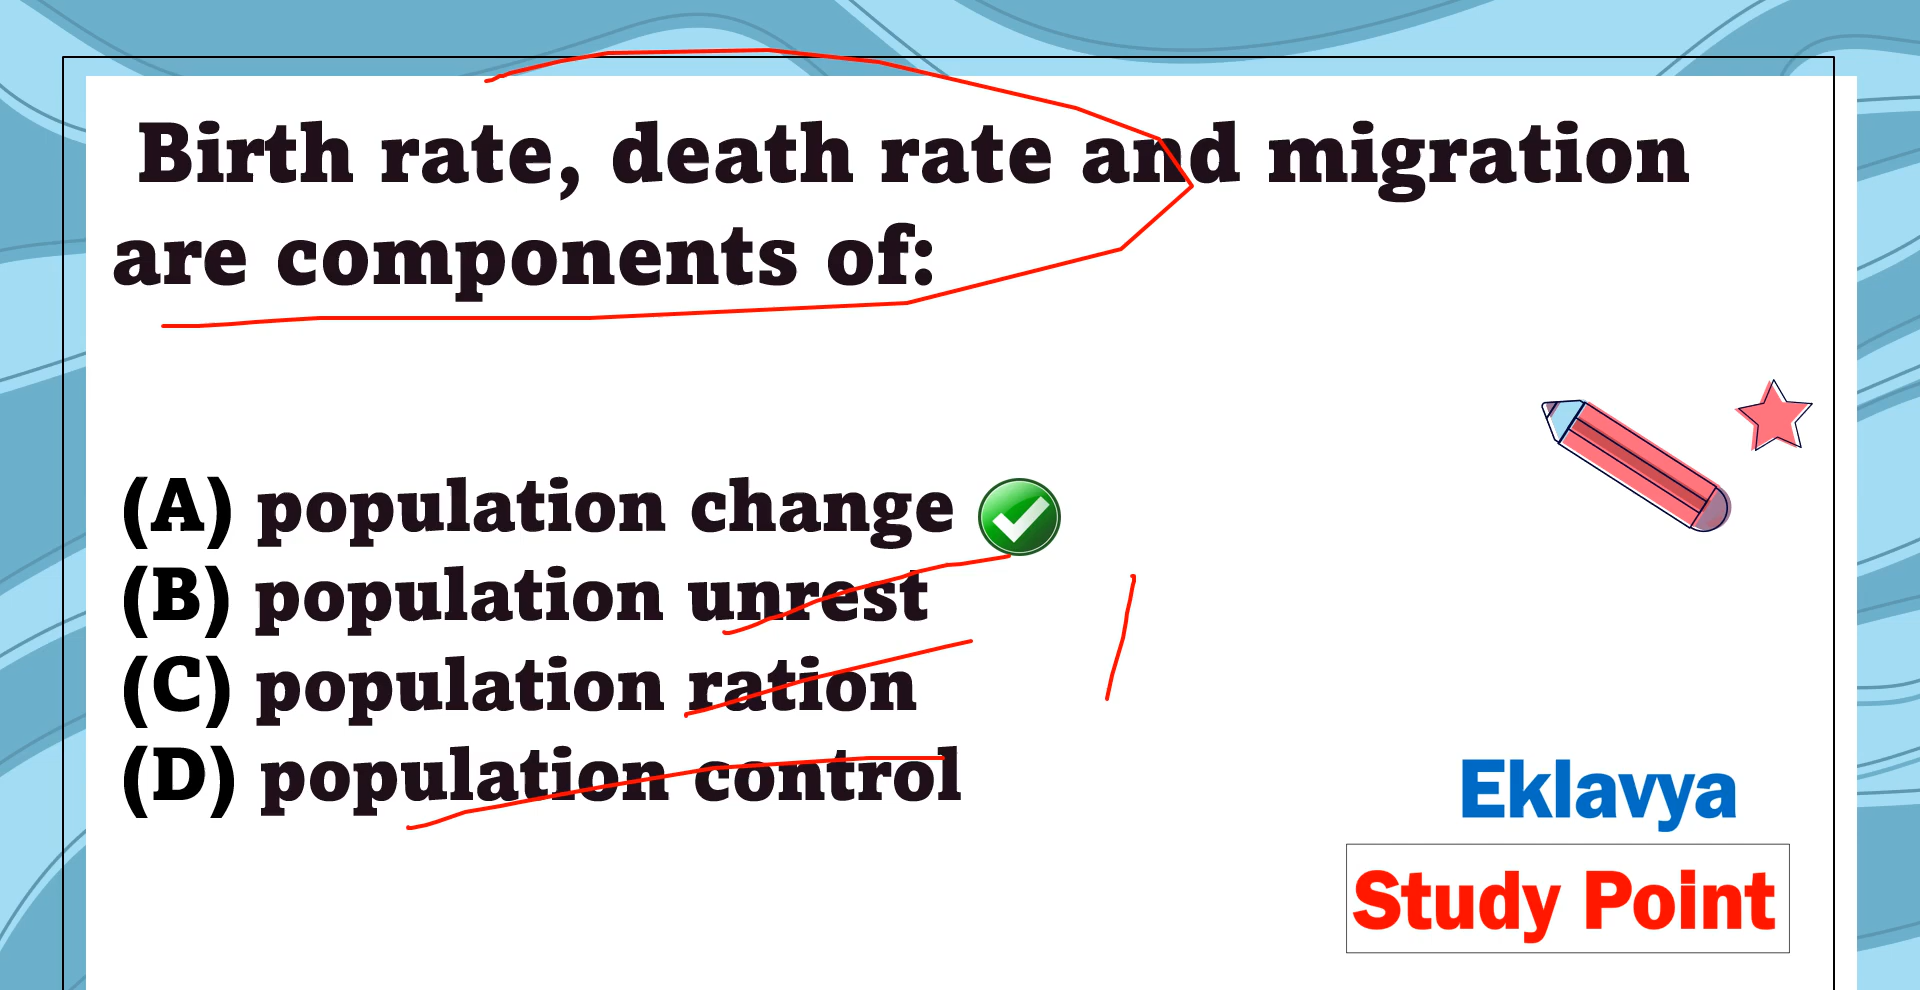 Birth rate, death rate and migration
are components of:
(A) population change
(B) population unrest
(C) population ration
(D) population control
Eklavya
Study Point